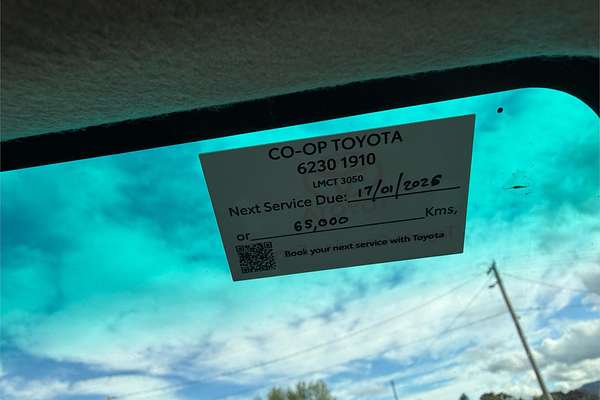 CO-OP TOYOTA
6230 1910
LMCT 3050
Next Service Due: 17/01/2025
or 65,000 Kms,
Book your next service with Toyota